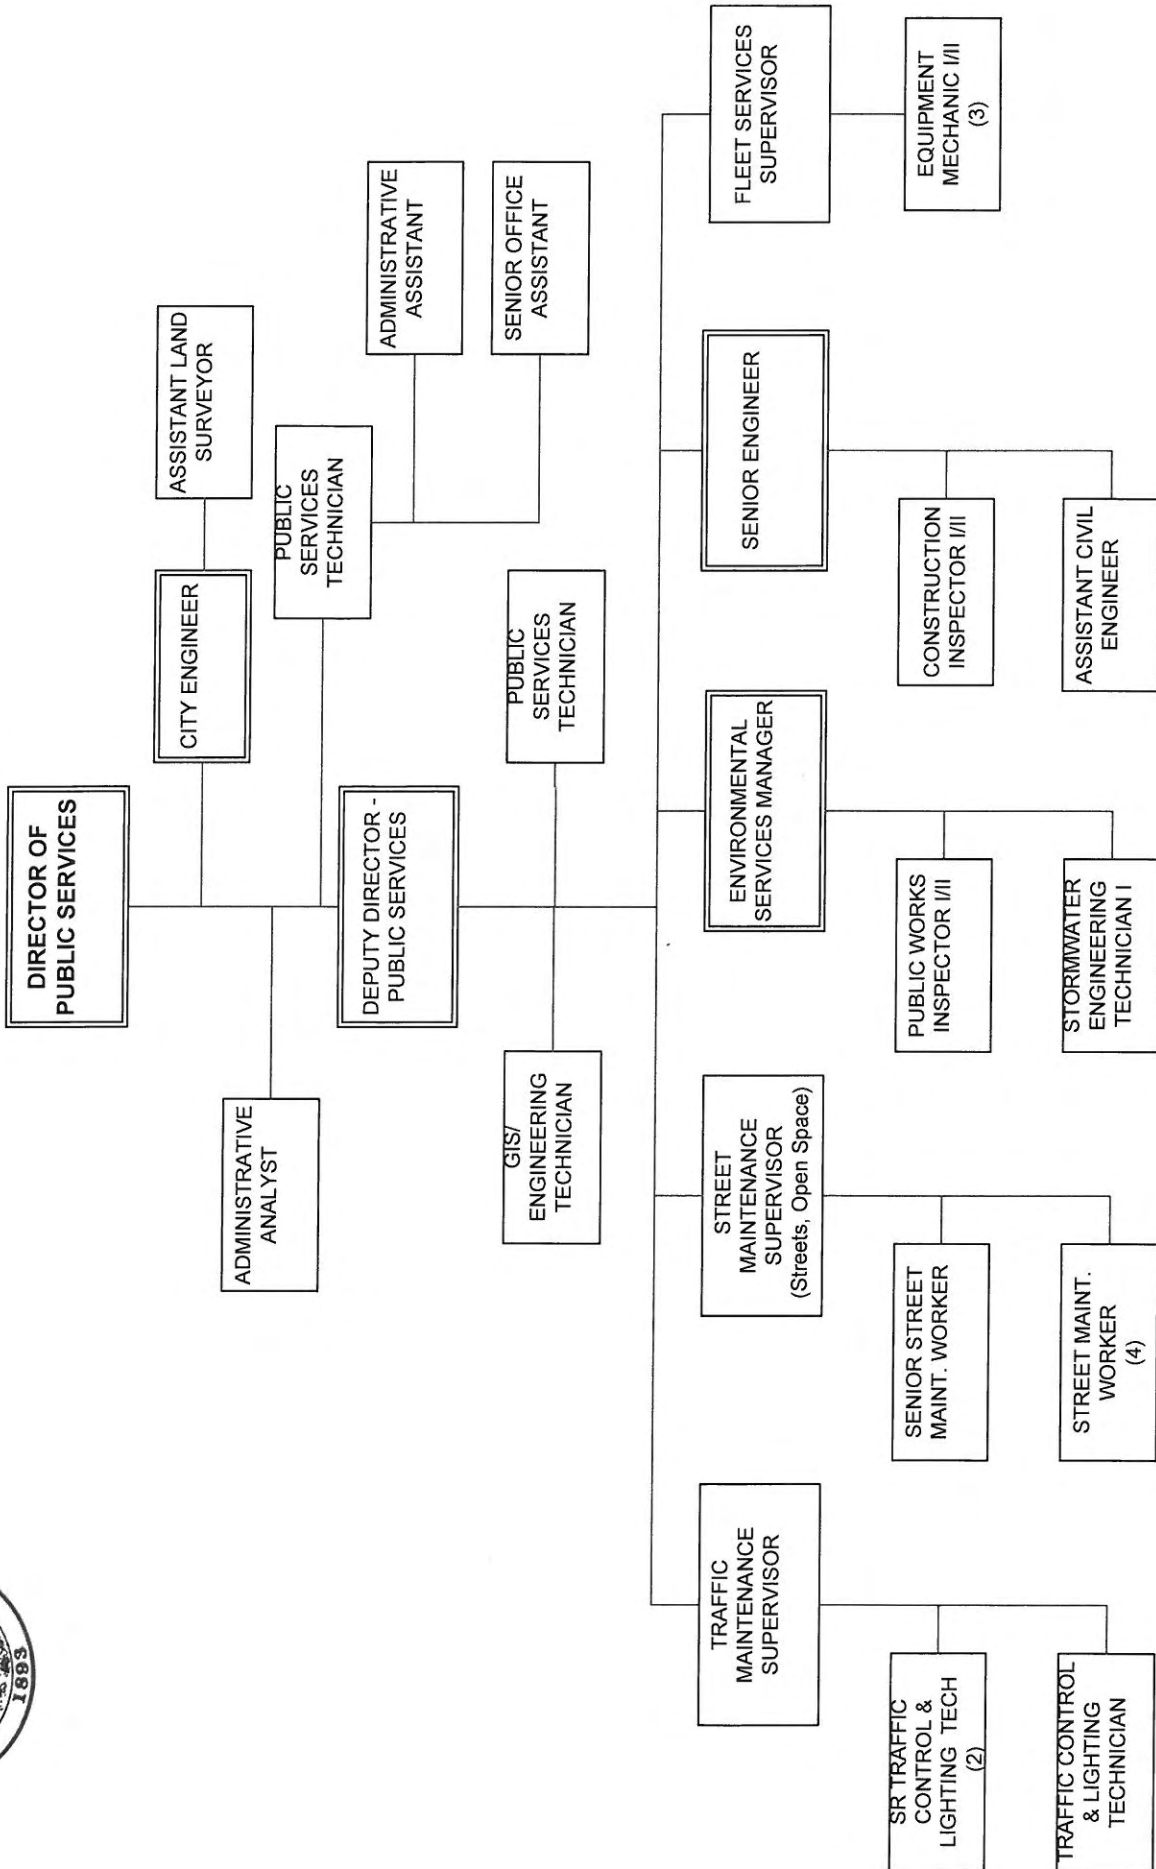 1893
DIRECTOR OF
PUBLIC SERVICES
CITY ENGINEER
ASSISTANT LAND
SURVEYOR
ADMINISTRATIVE
ANALYST
PUBLIC
SERVICES
TECHNICIAN
ADMINISTRATIVE
ASSISTANT
SENIOR OFFICE
ASSISTANT
DEPUTY DIRECTOR -
PUBLIC SERVICES
GIS/
ENGINEERING
TECHNICIAN
PUBLIC
SERVICES
TECHNICIAN
TRAFFIC
MAINTENANCE
SUPERVISOR
STREET
MAINTENANCE
SUPERVISOR
(Streets, Open Space)
ENVIRONMENTAL
SERVICES MANAGER
SENIOR ENGINEER
FLEET SERVICES
SUPERVISOR
SR TRAFFIC
CONTROL &
LIGHTING TECH
(2)
SENIOR STREET
MAINT. WORKER
PUBLIC WORKS
INSPECTOR I/II
CONSTRUCTION
INSPECTOR I/II
EQUIPMENT
MECHANIC I/II
(3)
TRAFFIC CONTROL
& LIGHTING
TECHNICIAN
STREET MAINT.
WORKER
(4)
STORMWATER
ENGINEERING
TECHNICIAN I
ASSISTANT CIVIL
ENGINEER